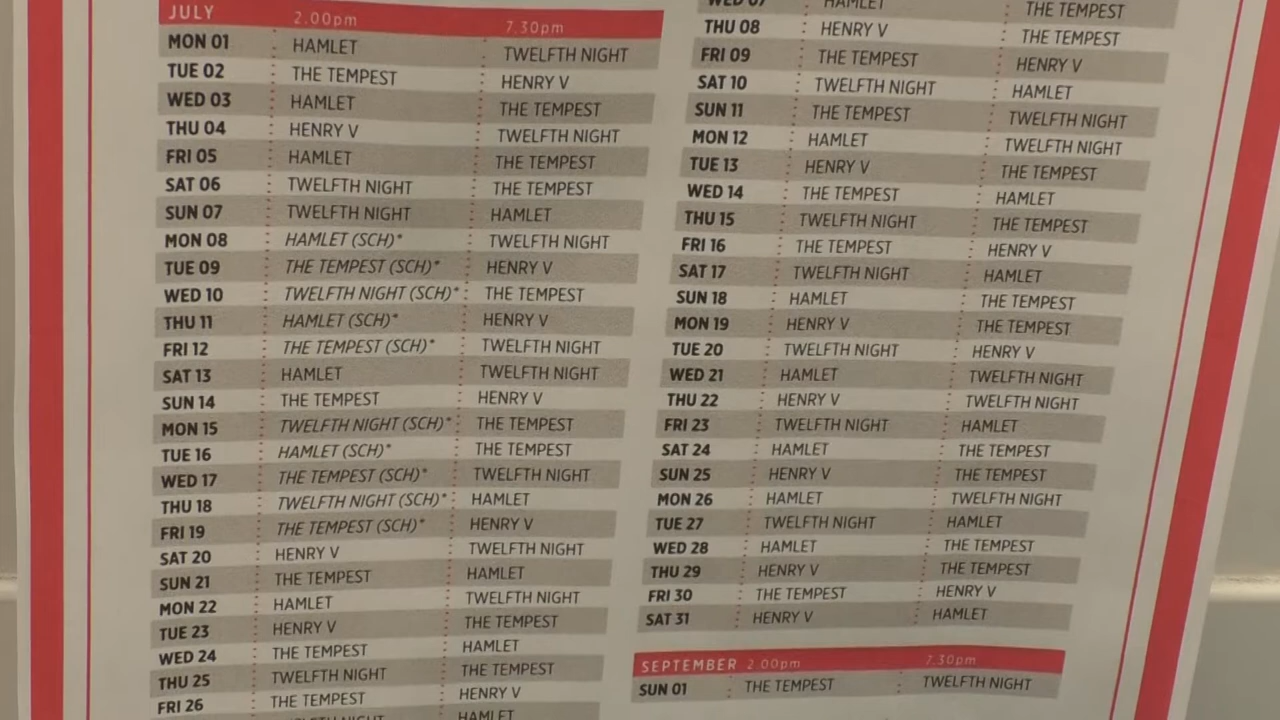 JULY 2.00pm 7.30pm
MON 01 HAMLET TWELFTH NIGHT
TUE 02 THE TEMPEST HENRY V
WED 03 HAMLET THE TEMPEST
THU 04 HENRY V TWELFTH NIGHT
FRI 05 HAMLET THE TEMPEST
SAT 06 TWELFTH NIGHT THE TEMPEST
SUN 07 TWELFTH NIGHT HAMLET
MON 08 HAMLET (SCH)* TWELFTH NIGHT
TUE 09 THE TEMPEST (SCH)* HENRY V
WED 10 TWELFTH NIGHT (SCH)* THE TEMPEST
THU 11 HAMLET (SCH)* HENRY V
FRI 12 THE TEMPEST (SCH)* TWELFTH NIGHT
SAT 13 HAMLET TWELFTH NIGHT
SUN 14 THE TEMPEST HENRY V
MON 15 TWELFTH NIGHT (SCH)* THE TEMPEST
TUE 16 HAMLET (SCH)* THE TEMPEST
WED 17 THE TEMPEST (SCH)* TWELFTH NIGHT
THU 18 TWELFTH NIGHT (SCH)* HAMLET
FRI 19 THE TEMPEST (SCH)* HENRY V
SAT 20 HENRY V TWELFTH NIGHT
SUN 21 THE TEMPEST HAMLET
MON 22 HAMLET TWELFTH NIGHT
TUE 23 HENRY V THE TEMPEST
WED 24 THE TEMPEST HAMLET
THU 25 TWELFTH NIGHT THE TEMPEST
FRI 26 THE TEMPEST HENRY V
TWELFTH NIGHT HAMLET
WED 07 HAMLET THE TEMPEST
THU 08 HENRY V THE TEMPEST
FRI 09 THE TEMPEST HENRY V
SAT 10 TWELFTH NIGHT HAMLET
SUN 11 THE TEMPEST TWELFTH NIGHT
MON 12 HAMLET TWELFTH NIGHT
TUE 13 HENRY V THE TEMPEST
WED 14 THE TEMPEST HAMLET
THU 15 TWELFTH NIGHT THE TEMPEST
FRI 16 THE TEMPEST HENRY V
SAT 17 TWELFTH NIGHT HAMLET
SUN 18 HAMLET THE TEMPEST
MON 19 HENRY V THE TEMPEST
TUE 20 TWELFTH NIGHT HENRY V
WED 21 HAMLET TWELFTH NIGHT
THU 22 HENRY V TWELFTH NIGHT
FRI 23 TWELFTH NIGHT HAMLET
SAT 24 HAMLET THE TEMPEST
SUN 25 HENRY V THE TEMPEST
MON 26 HAMLET TWELFTH NIGHT
TUE 27 TWELFTH NIGHT HAMLET
WED 28 HAMLET THE TEMPEST
THU 29 HENRY V THE TEMPEST
FRI 30 THE TEMPEST HENRY V
SAT 31 HENRY V HAMLET
SEPTEMBER 2.00pm 7.30pm
SUN 01 THE TEMPEST TWELFTH NIGHT